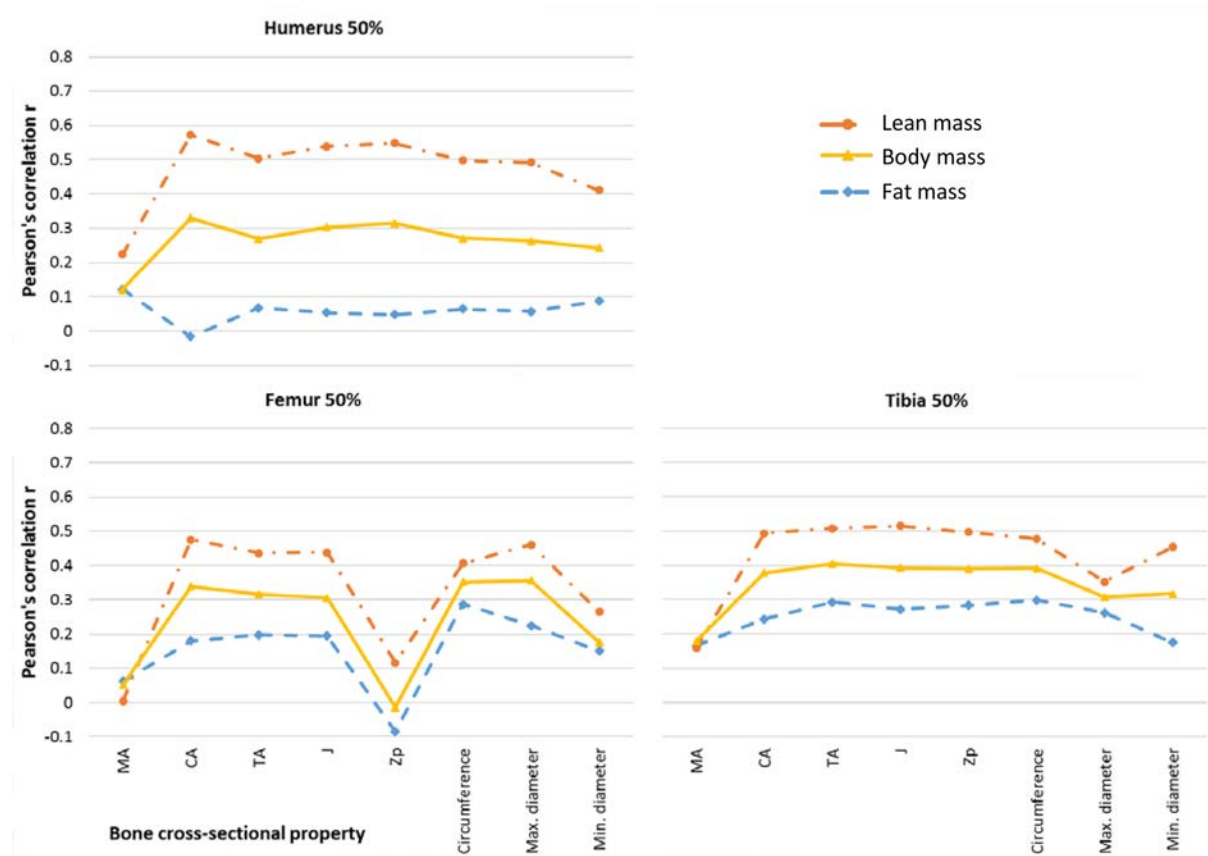 Humerus 50%
0.8
0.7
0.6
0.5
0.4
0.3
0.2
0.1
0
-0.1
Pearson's correlation r
Lean mass
Body mass
Fat mass
Femur 50%
0.8
0.7
0.6
0.5
0.4
0.3
0.2
0.1
0
-0.1
Pearson's correlation r
MA
CA
TA
J
Zp
Circumference
Max. diameter
Min. diameter
Bone cross-sectional property
Tibia 50%
MA
CA
TA
J
Zp
Circumference
Max. diameter
Min. diameter